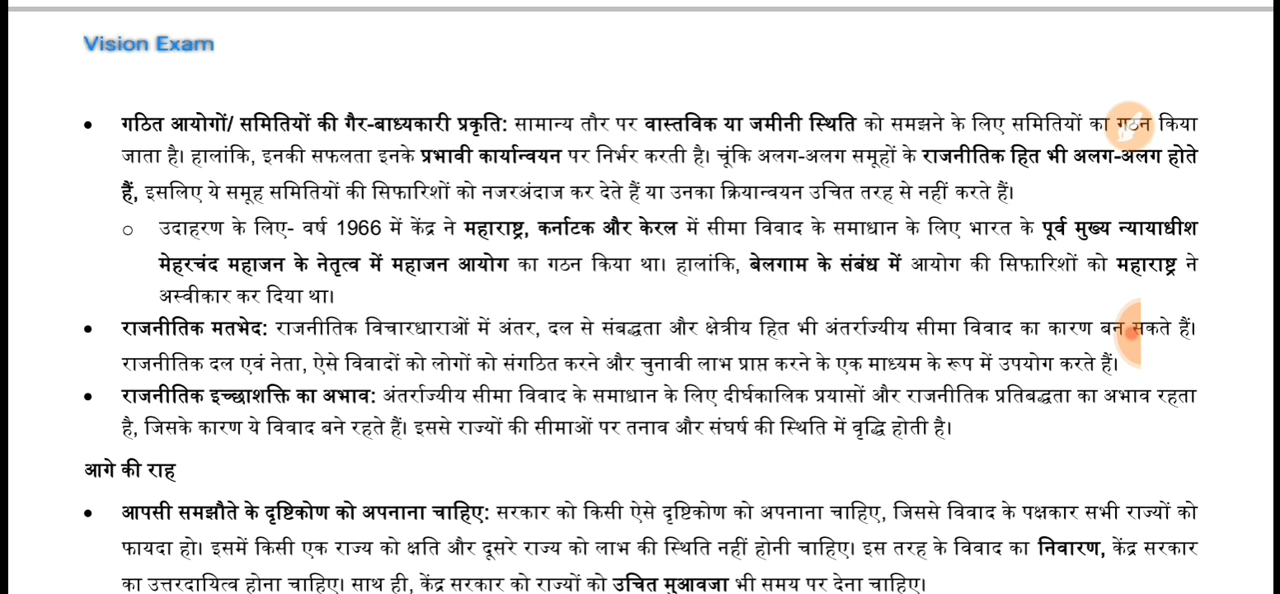 Vision Exam
• गठित आयोगों/ समितियों की गैर-बाध्यकारी प्रकृति: सामान्य तौर पर वास्तविक या जमीनी स्थिति को समझने के लिए समितियों का गठन किया
जाता है। हालांकि, इनकी सफलता इनके प्रभावी कार्यान्वयन पर निर्भर करती है। चूंकि अलग-अलग समूहों के राजनीतिक हित भी अलग-अलग होते
हैं, इसलिए ये समूह समितियों की सिफारिशों को नजरअंदाज कर देते हैं या उनका क्रियान्वयन उचित तरह से नहीं करते हैं।
○ उदाहरण के लिए- वर्ष 1966 में केंद्र ने महाराष्ट्र, कर्नाटक और केरल में सीमा विवाद के समाधान के लिए भारत के पूर्व मुख्य न्यायाधीश
मेहरचंद महाजन के नेतृत्व में महाजन आयोग का गठन किया था। हालांकि, बेलगाम के संबंध में आयोग की सिफारिशों को महाराष्ट्र ने
अस्वीकार कर दिया था।
• राजनीतिक मतभेद: राजनीतिक विचारधाराओं में अंतर, दल से संबद्धता और क्षेत्रीय हित भी अंतर्राज्यीय सीमा विवाद का कारण बन सकते हैं।
राजनीतिक दल एवं नेता, ऐसे विवादों को लोगों को संगठित करने और चुनावी लाभ प्राप्त करने के एक माध्यम के रूप में उपयोग करते हैं।
• राजनीतिक इच्छाशक्ति का अभाव: अंतर्राज्यीय सीमा विवाद के समाधान के लिए दीर्घकालिक प्रयासों और राजनीतिक प्रतिबद्धता का अभाव रहता
है, जिसके कारण ये विवाद बने रहते हैं। इससे राज्यों की सीमाओं पर तनाव और संघर्ष की स्थिति में वृद्धि होती है।
आगे की राह
• आपसी समझौते के दृष्टिकोण को अपनाना चाहिए: सरकार को किसी ऐसे दृष्टिकोण को अपनाना चाहिए, जिससे विवाद के पक्षकार सभी राज्यों को
फायदा हो। इसमें किसी एक राज्य को क्षति और दूसरे राज्य को लाभ की स्थिति नहीं होनी चाहिए। इस तरह के विवाद का निवारण, केंद्र सरकार
का उत्तरदायित्व होना चाहिए। साथ ही, केंद्र सरकार को राज्यों को उचित मुआवजा भी समय पर देना चाहिए।